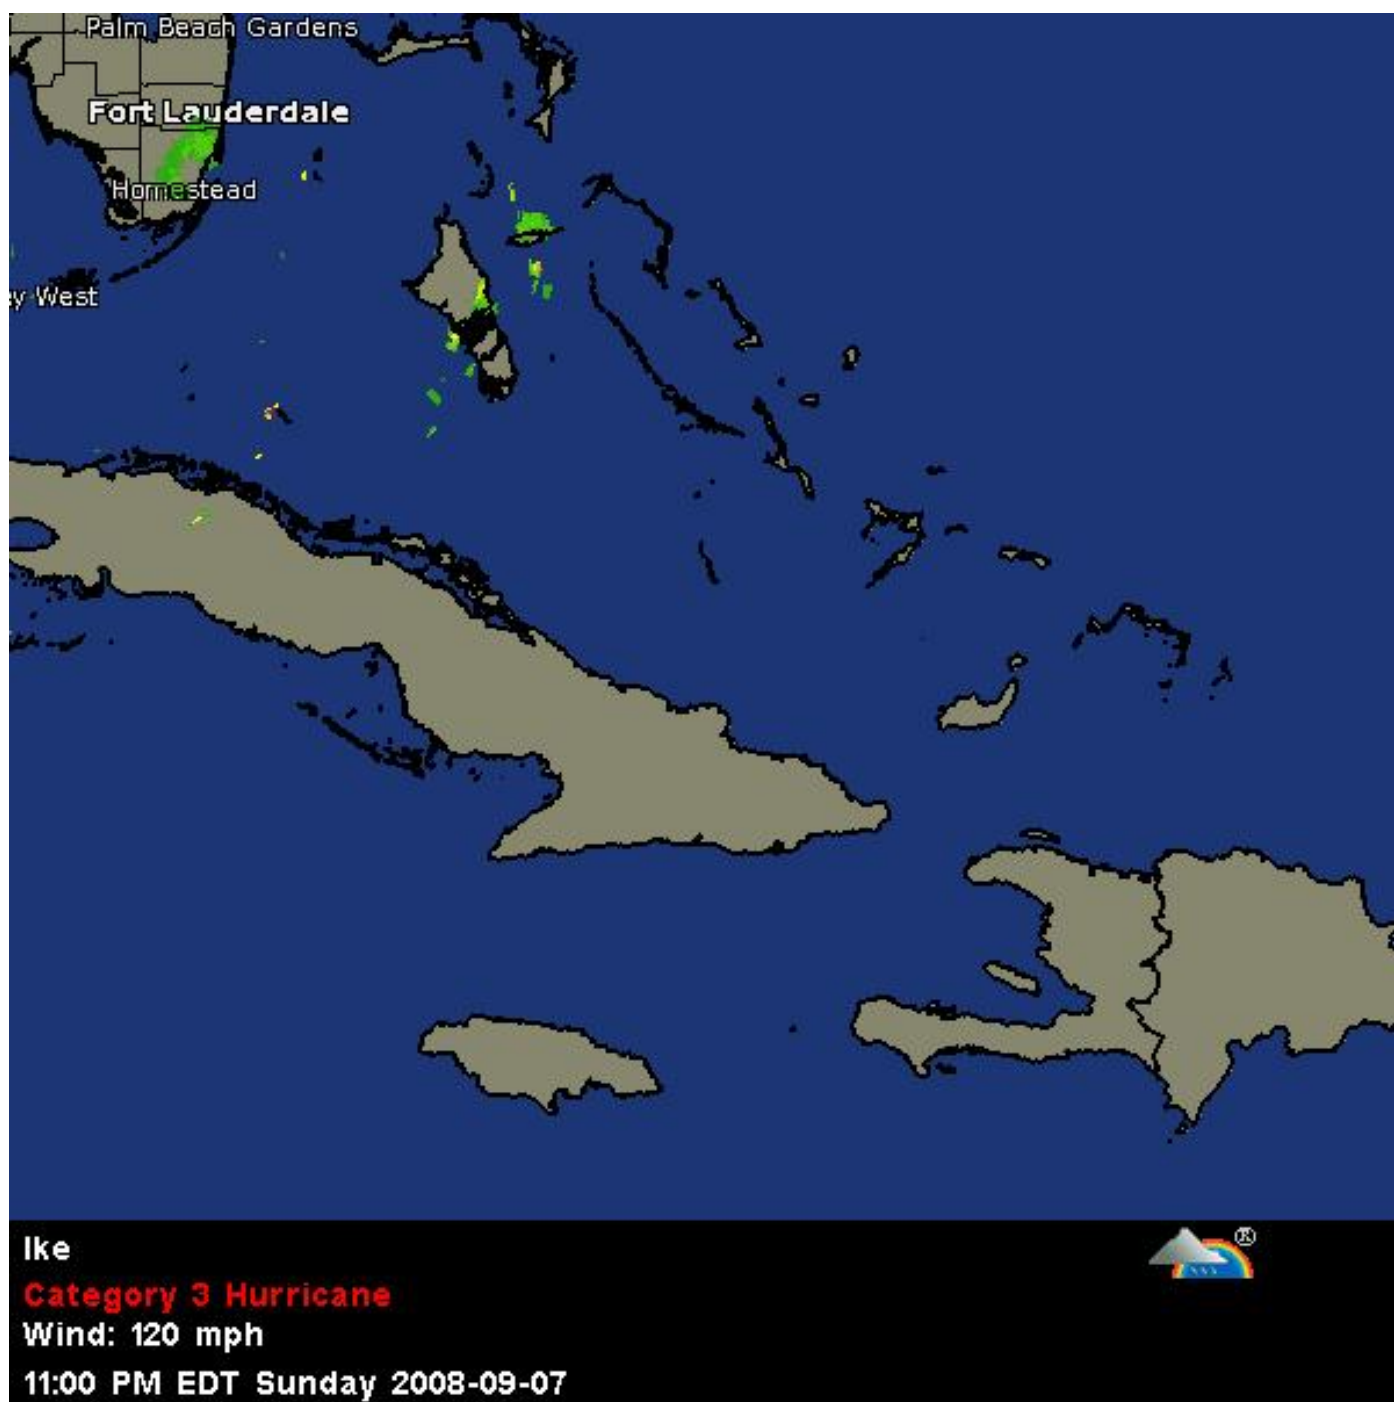 Palm Beach Gardens
Fort Lauderdale
Homestead
y West
Ike
®
Category 3 Hurricane
Wind: 120 mph
11:00 PM EDT Sunday 2008-09-07